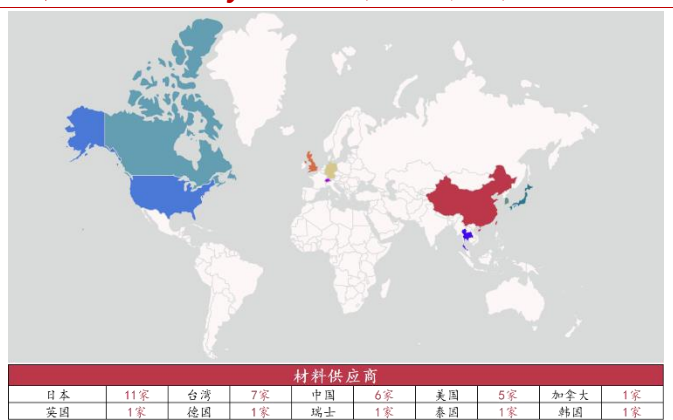 材料供应商
日本 11家 台湾 7家 中国 6家 美国 5家 加拿大 1家
英国 1家 德国 1家 瑞士 1家 泰国 1家 韩国 1家